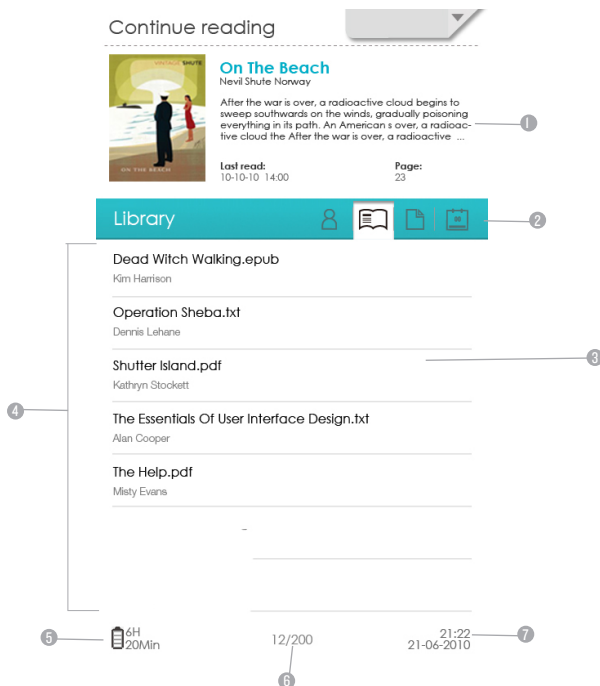 Continue reading
VINTAGE SHUTE
On The Beach
Nevil Shute Norway
After the war is over, a radioactive cloud begins to
sweep southwards on the winds, gradually poisoning
everything in its path. An American s over, a radioac-
tive cloud the After the war is over, a radioactive ...
ON THE BEACH
Last read:
10-10-10 14:00
Page:
23
1
Library
2
Dead Witch Walking.epub
Kim Harrison
Operation Sheba.txt
Dennis Lehane
3
Shutter Island.pdf
Kathryn Stockett
4
The Essentials Of User Interface Design.txt
Alan Cooper
The Help.pdf
Misty Evans
–
5
6H
20Min
12/200
6
21:22
21-06-2010
7